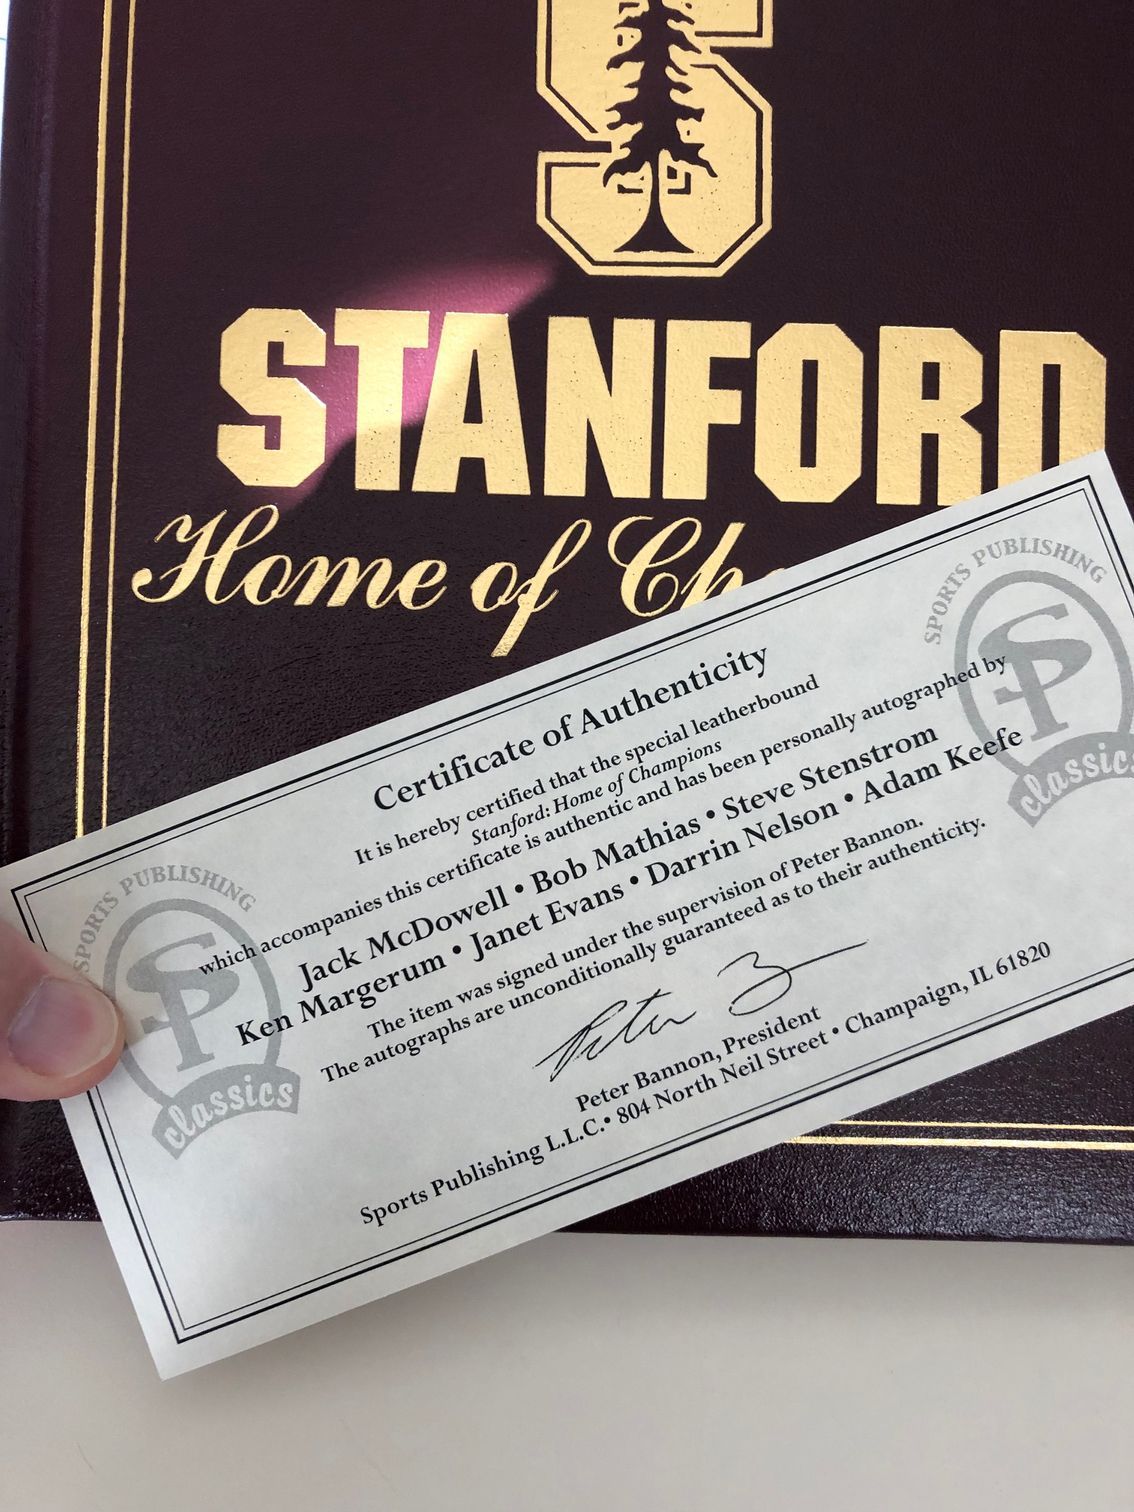 STANFORD
Home of Ch
Certificate of Authenticity
It is hereby certified that the special leatherbound
Stanford: Home of Champions
which accompanies this certificate is authentic and has been personally autographed by
Jack McDowell • Bob Mathias • Steve Stenstrom
Ken Margerum • Janet Evans • Darrin Nelson • Adam Keefe
The item was signed under the supervision of Peter Bannon.
The autographs are unconditionally guaranteed as to their authenticity.
Peter B
Peter Bannon, President
Sports Publishing L.L.C.• 804 North Neil Street • Champaign, IL 61820
SPORTS PUBLISHING
SP
classics
SPORTS PUBLISHING
SP
classics